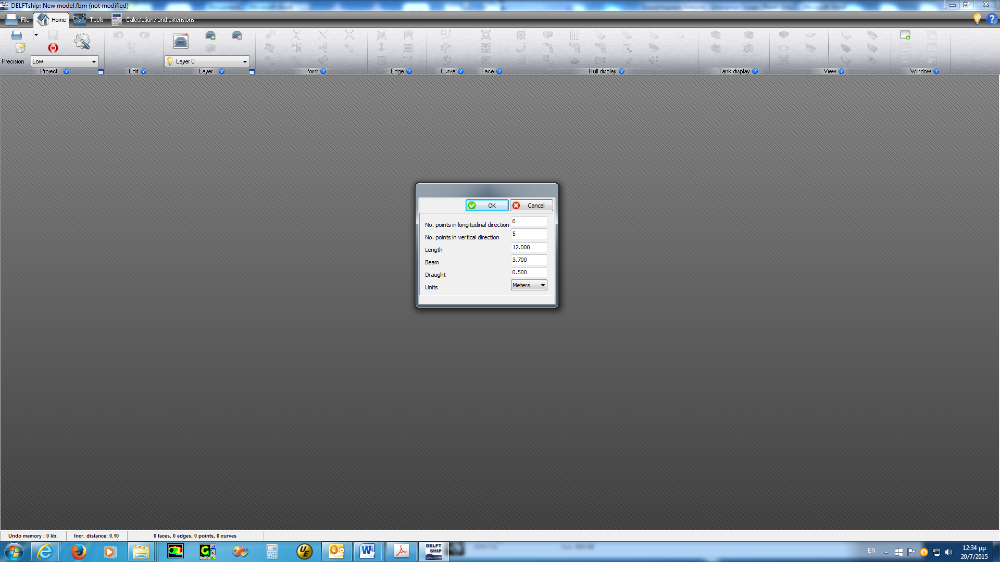 DELFTship: New model.fbm (not modified)
File Home Tools Calculations and extensions
Precision Low Layer 0
Project Edit Layer Point Edge Curve Face Hull display Tank display View Window
OK Cancel
No. points in longitudinal direction 6
No. points in vertical direction 5
Length 12.000
Beam 3.700
Draught 0.500
Units Meters
Undo memory : 0 kb. Incr. distance: 0.10 0 faces, 0 edges, 0 points, 0 curves
DELFT
SHIP
EN
12:34 μμ
20/7/2015